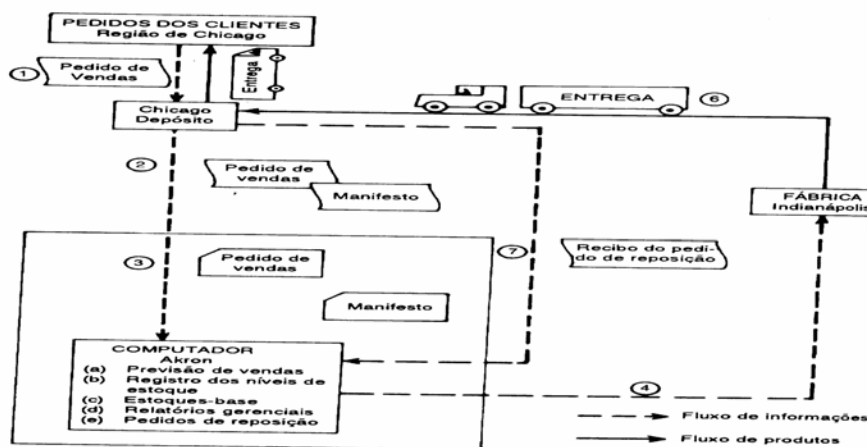 PEDIDOS DOS CLIENTES
Região de Chicago
1
Pedido de
Vendas
Entrega
Chicago
Depósito
ENTREGA
6
2
Pedido de
vendas
Manifesto
FÁBRICA
Indianápolis
3
Pedido de
vendas
7
Recibo do pedi-
do de reposição
Manifesto
COMPUTADOR
Akron
(a) Previsão de vendas
(b) Registro dos níveis de
estoque
(c) Estoques-base
(d) Relatórios gerenciais
(e) Pedidos de reposição
4
Fluxo de informações
Fluxo de produtos